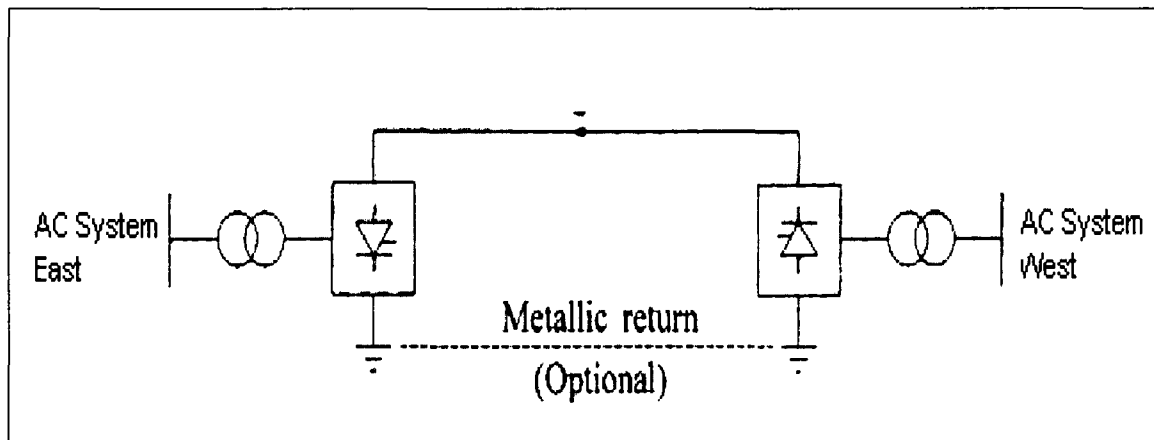 -
AC System
East
AC System
West
Metallic return
(Optional)